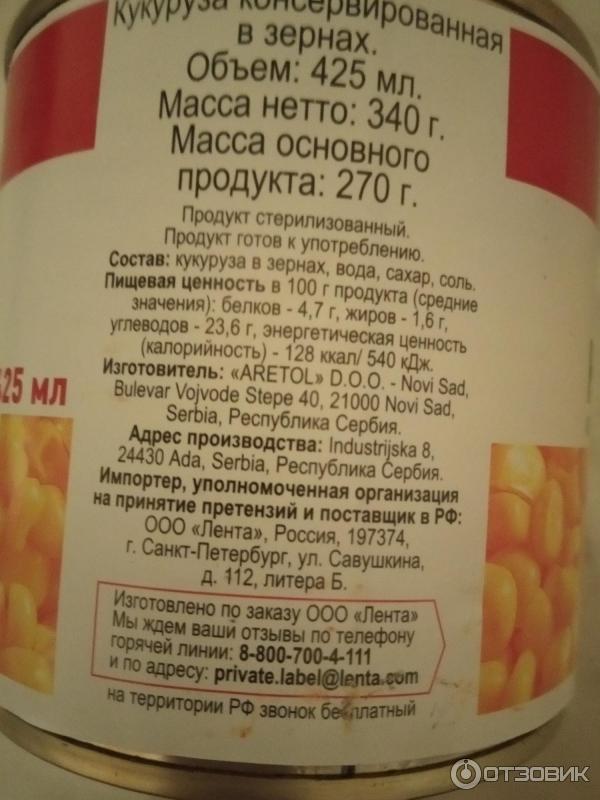 Кукуруза консервированная
в зернах.
Объем: 425 мл.
Масса нетто: 340 г.
Масса основного
продукта: 270 г.
Продукт стерилизованный.
Продукт готов к употреблению.
Состав: кукуруза в зернах, вода, сахар, соль.
Пищевая ценность в 100 г продукта (средние
значения): белков - 4,7 г, жиров - 1,6 г,
углеводов - 23,6 г, энергетическая ценность
(калорийность) - 128 ккал/ 540 кДж.
Изготовитель: «ARETOL» D.O.O. - Novi Sad,
Bulevar Vojvode Stepe 40, 21000 Novi Sad,
Serbia, Республика Сербия.
Адрес производства: Industrijska 8,
24430 Ada, Serbia, Республика Сербия.
Импортер, уполномоченная организация
на принятие претензий и поставщик в РФ:
ООО «Лента», Россия, 197374,
г. Санкт-Петербург, ул. Савушкина,
д. 112, литера Б.
Изготовлено по заказу ООО «Лента»
Мы ждем ваши отзывы по телефону
горячей линии: 8-800-700-4-111
и по адресу: private.label@lenta.com
на территории РФ звонок бесплатный
425 мл
ОТЗОВИК